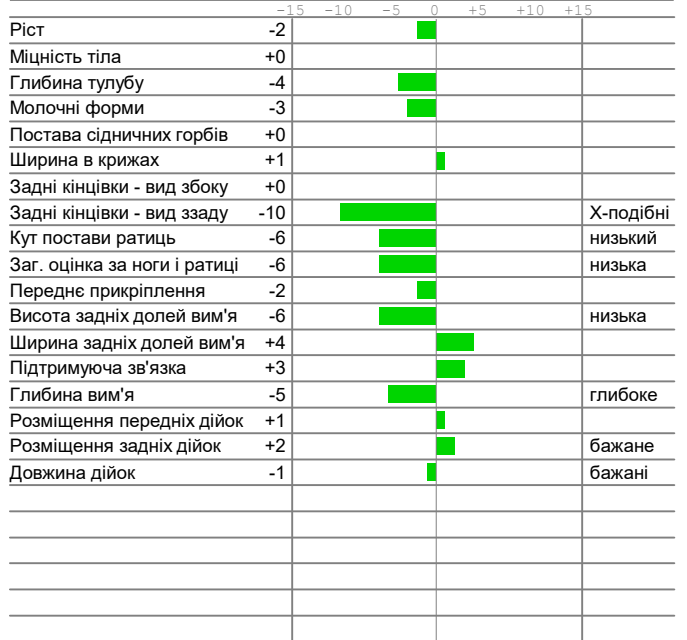 -15 -10 -5 0 +5 +10 +15
Ріст -2
Міцність тіла +0
Глибина тулубу -4
Молочні форми -3
Постава сідничних горбів +0
Ширина в крижах +1
Задні кінцівки - вид збоку +0
Задні кінцівки - вид ззаду -10 Х-подібні
Кут постави ратиць -6 низький
Заг. оцінка за ноги і ратиці -6 низька
Переднє прикріплення -2
Висота задніх долей вим'я -6 низька
Ширина задніх долей вим'я +4
Підтримуюча зв'язка +3
Глибина вим'я -5 глибоке
Розміщення передніх дійок +1
Розміщення задніх дійок +2 бажане
Довжина дійок -1 бажані